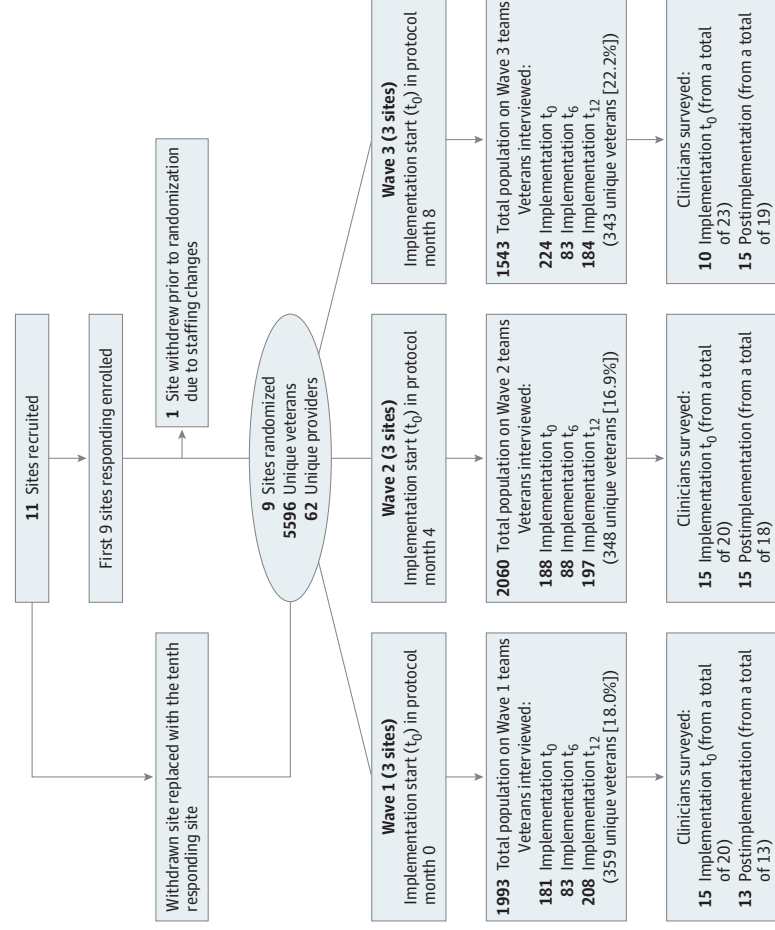 11 Sites recruited
First 9 sites responding enrolled
1 Site withdrew prior to randomization
due to staffing changes
Withdrawn site replaced with the tenth
responding site
9 Sites randomized
5596 Unique veterans
62 Unique providers
Wave 1 (3 sites)
Implementation start (t0) in protocol
month 0
1993 Total population on Wave 1 teams
Veterans interviewed:
181 Implementation t0
83 Implementation t6
208 Implementation t12
(359 unique veterans [18.0%])
Clinicians surveyed:
15 Implementation t0 (from a total
of 20)
13 Postimplementation (from a total
of 13)
Wave 2 (3 sites)
Implementation start (t0) in protocol
month 4
2060 Total population on Wave 2 teams
Veterans interviewed:
188 Implementation t0
88 Implementation t6
197 Implementation t12
(348 unique veterans [16.9%])
Clinicians surveyed:
15 Implementation t0 (from a total
of 20)
15 Postimplementation (from a total
of 18)
Wave 3 (3 sites)
Implementation start (t0) in protocol
month 8
1543 Total population on Wave 3 teams
Veterans interviewed:
224 Implementation t0
83 Implementation t6
184 Implementation t12
(343 unique veterans [22.2%])
Clinicians surveyed:
10 Implementation t0 (from a total
of 23)
15 Postimplementation (from a total
of 19)